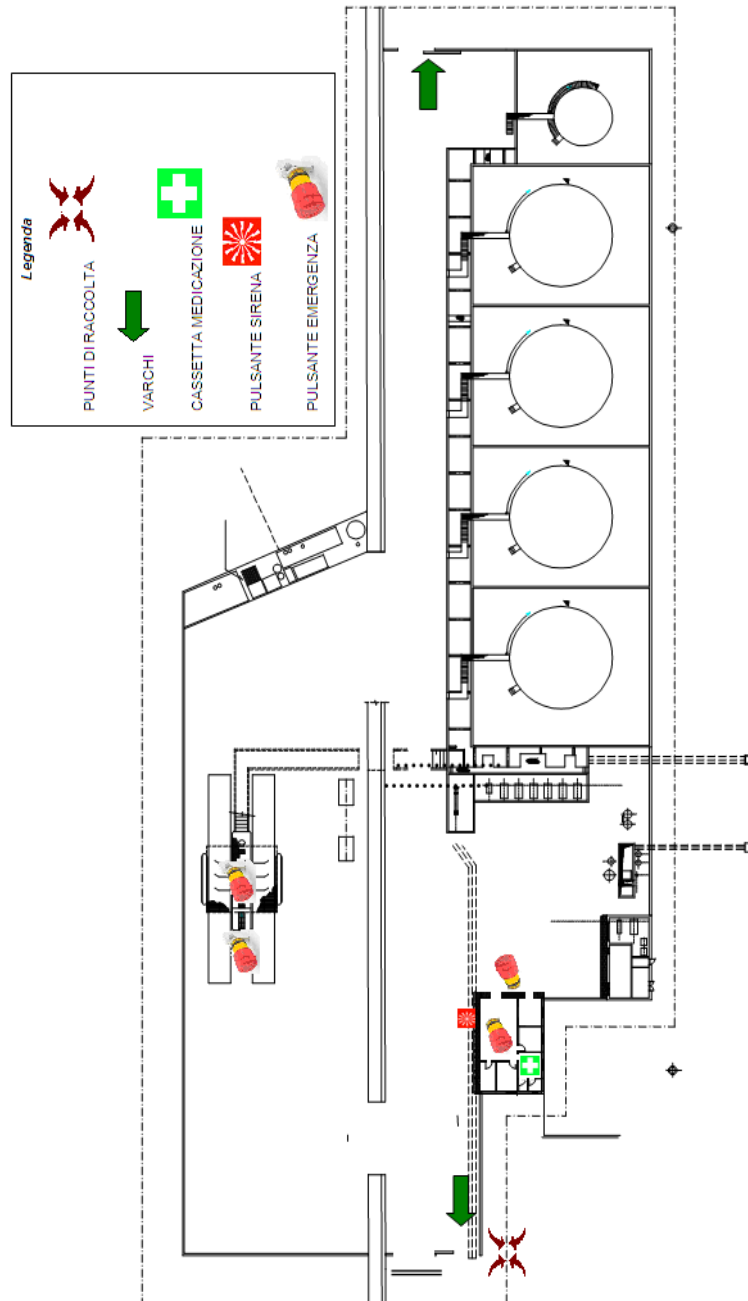 Legenda
PUNTI DI RACCOLTA
VARCHI
CASSETTA MEDICAZIONE
PULSANTE SIRENA
PULSANTE EMERGENZA